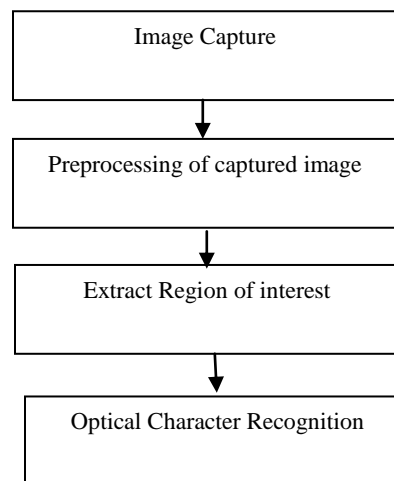 Image Capture
Preprocessing of captured image
Extract Region of interest
Optical Character Recognition